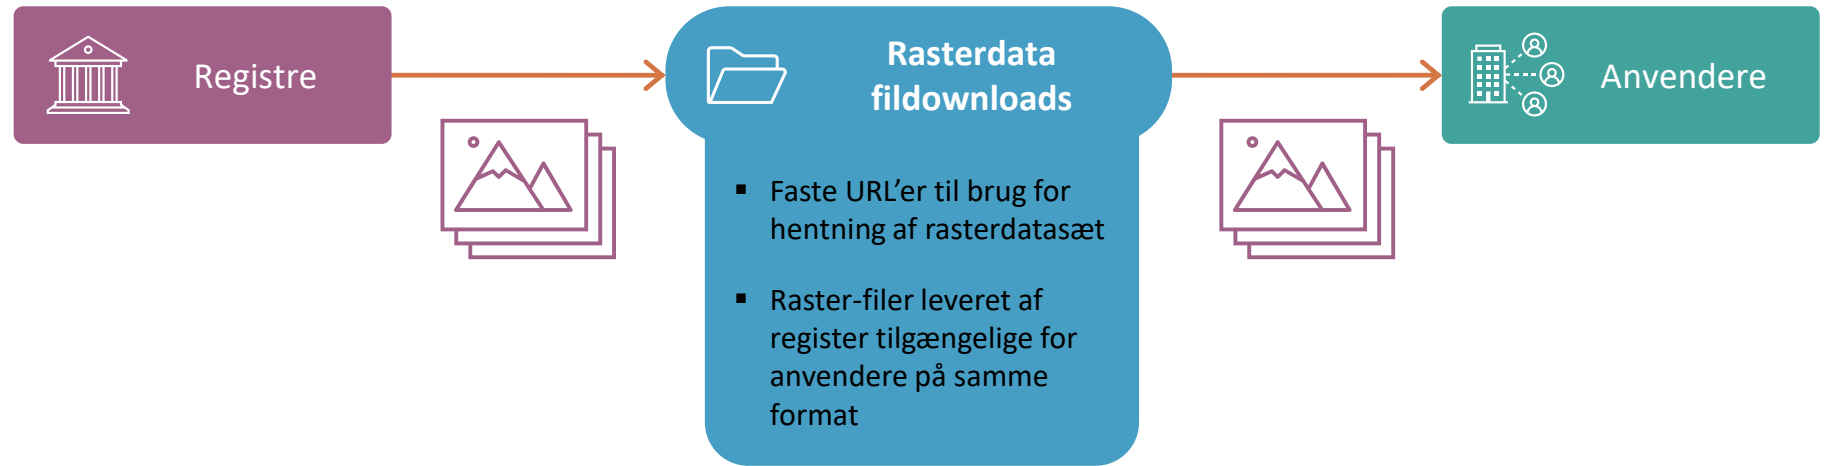 Registre
Rasterdata
fildownloads
▪ Faste URL’er til brug for
hentning af rasterdatasæt
▪ Raster-filer leveret af
register tilgængelige for
anvendere på samme
format
Anvendere